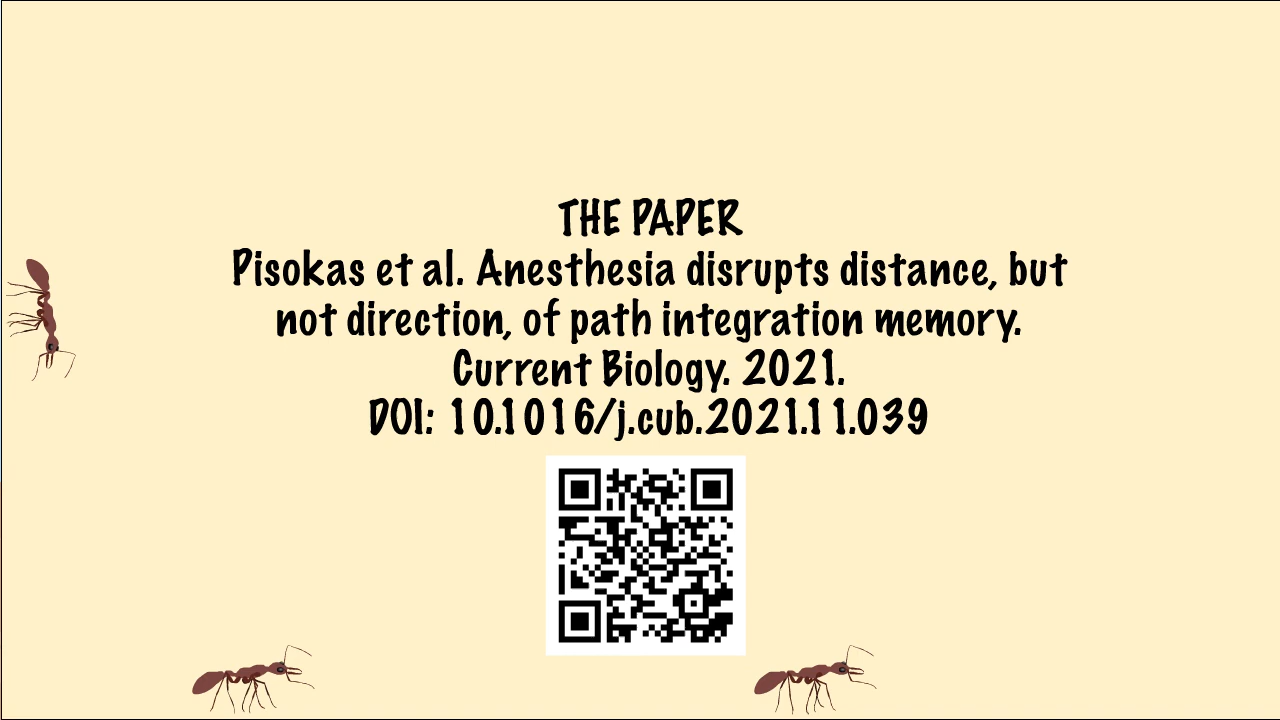 THE PAPER
Pisokas et al. Anesthesia disrupts distance, but
not direction, of path integration memory.
Current Biology. 2021.
DOI: 10.1016/j.cub.2021.11.039